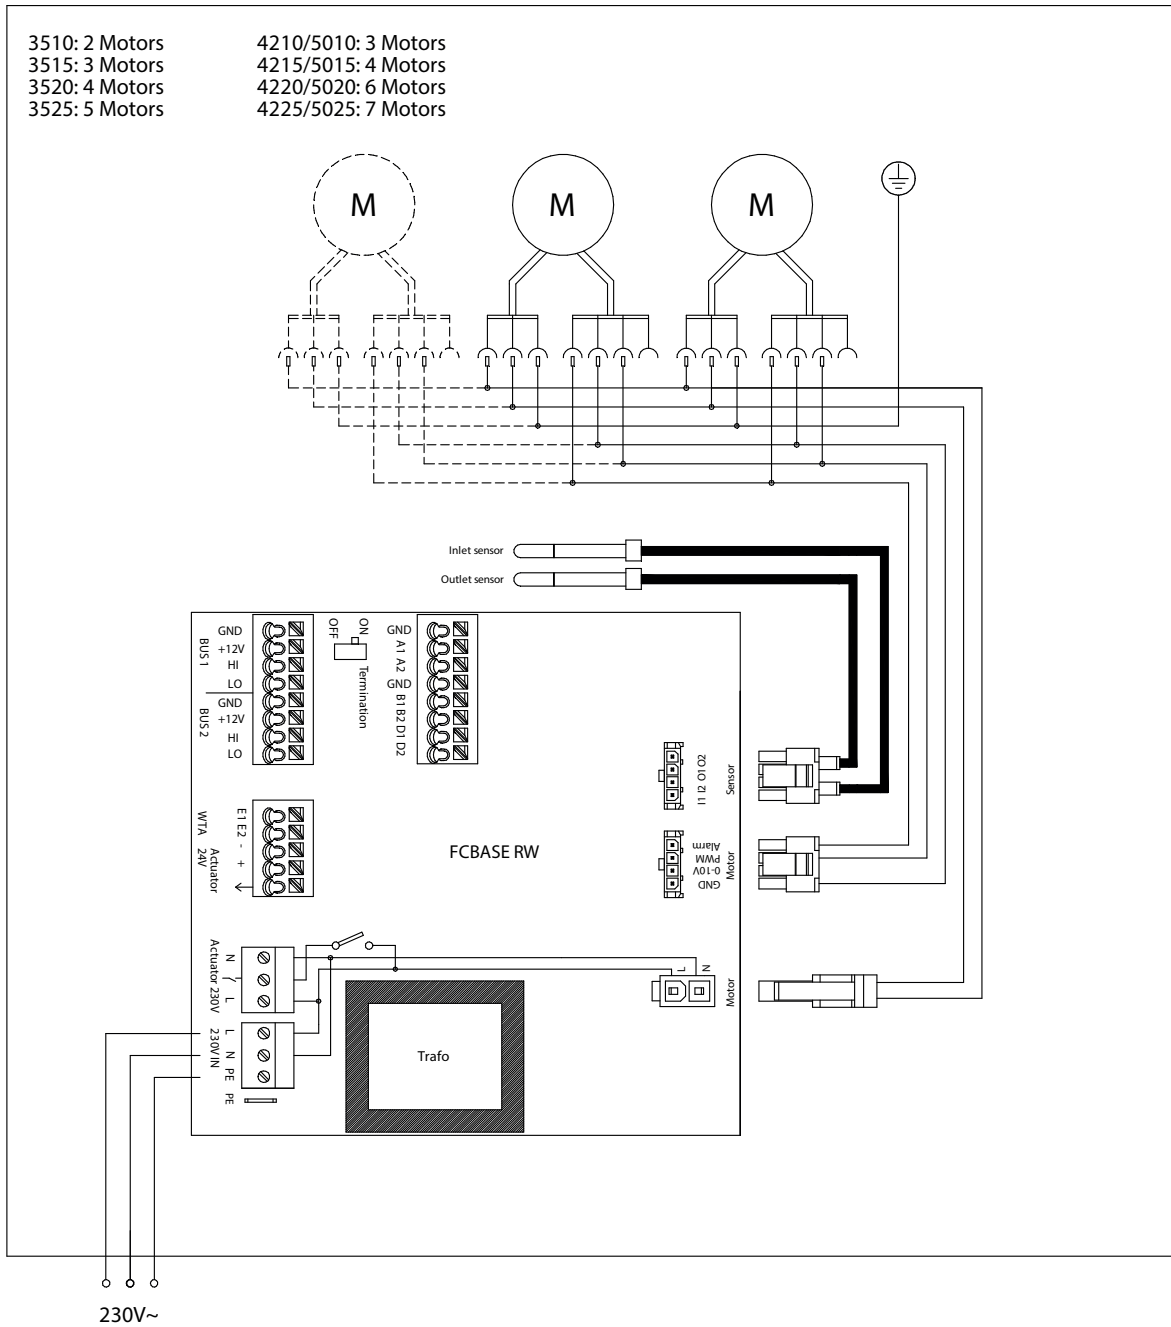 3510: 2 Motors
3515: 3 Motors
3520: 4 Motors
3525: 5 Motors
4210/5010: 3 Motors
4215/5015: 4 Motors
4220/5020: 6 Motors
4225/5025: 7 Motors
M
M
M
Inlet sensor
Outlet sensor
BUS1
GND
+12V
HI
LO
BUS2
GND
+12V
HI
LO
OFF
ON
Termination
GND
A1 A2
GND
B1 B2 D1 D2
I1 I2 O1 O2
Sensor
Alarm
PWM
0-10V
GND
Motor
WTA
E1 E2 - +
Actuator
24V
FCBASE RW
Actuator 230V
N
L
L N
Motor
230V IN
L N PE
PE
Trafo
230V~